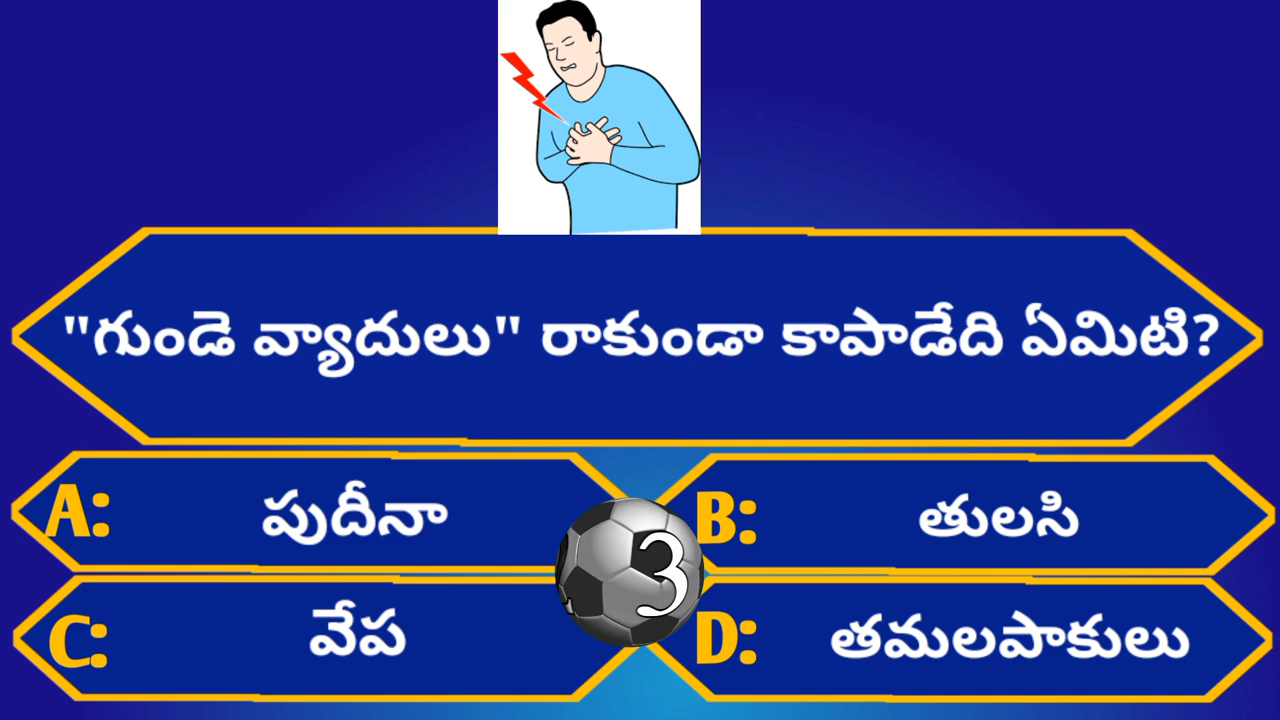 "గుండె వ్యాదులు" రాకుండా కాపాడేది ఏమిటి?
A: పుదీనా
B: తులసి
3
C: వేప
D: తమలపాకులు